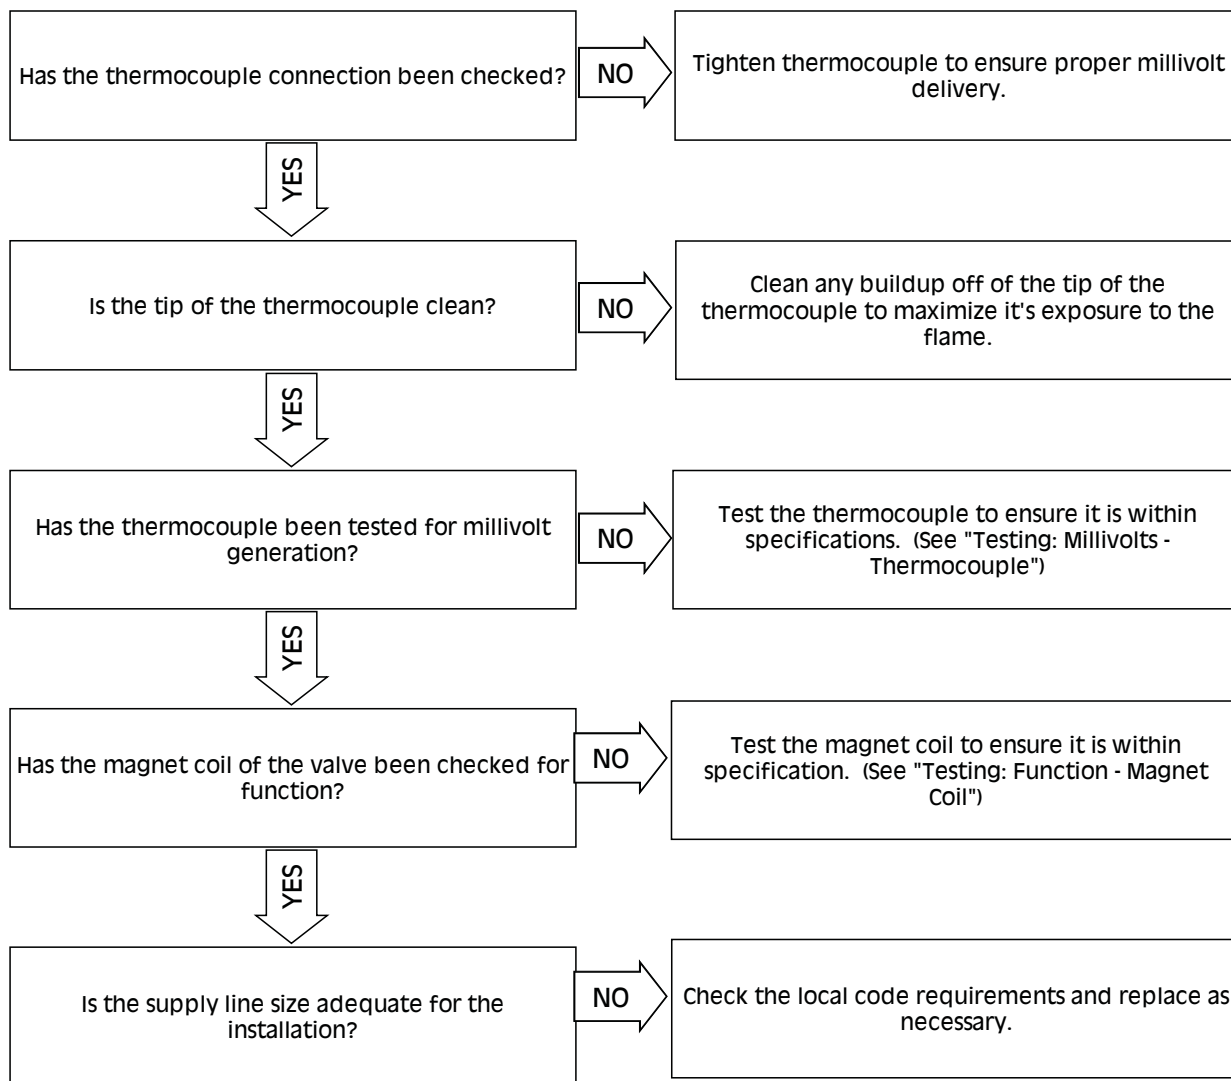 Has the thermocouple connection been checked?
NO
Tighten thermocouple to ensure proper millivolt
delivery.
YES
Is the tip of the thermocouple clean?
NO
Clean any buildup off of the tip of the
thermocouple to maximize it's exposure to the
flame.
YES
Has the thermocouple been tested for millivolt
generation?
NO
Test the thermocouple to ensure it is within
specifications. (See "Testing: Millivolts -
Thermocouple")
YES
Has the magnet coil of the valve been checked for
function?
NO
Test the magnet coil to ensure it is within
specification. (See "Testing: Function - Magnet
Coil")
YES
Is the supply line size adequate for the
installation?
NO
Check the local code requirements and replace as
necessary.